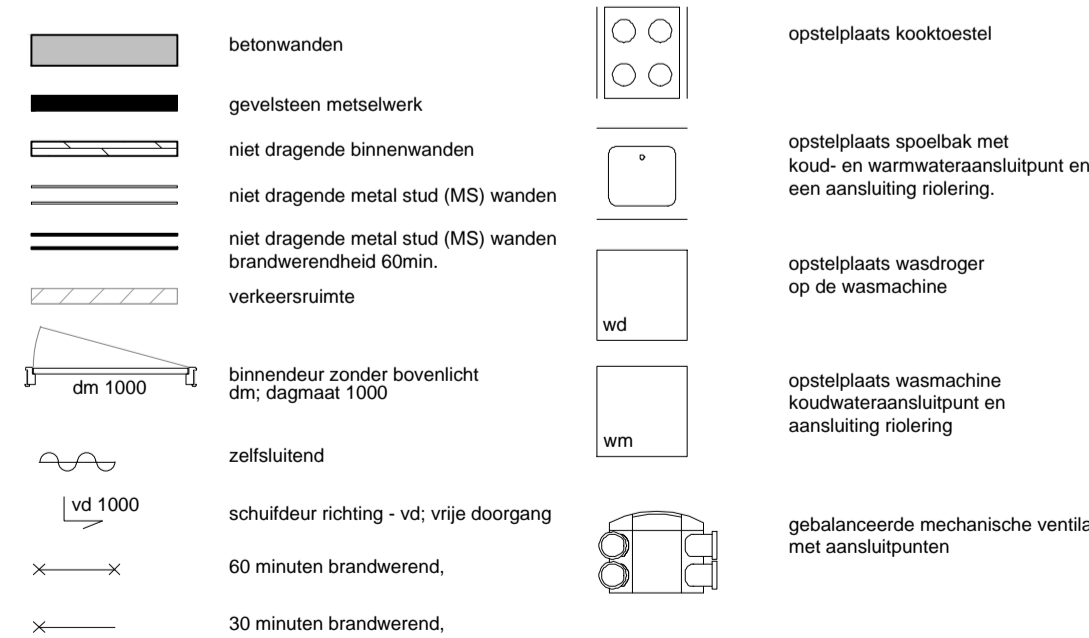 betonwanden
gevelsteen metselwerk
niet dragende binnenwanden
niet dragende metal stud (MS) wanden
niet dragende metal stud (MS) wanden
brandwerendheid 60min.
verkeersruimte
dm 1000
binnendeur zonder bovenlicht
dm; dagmaat 1000
zelfsluitend
vd 1000
schuifdeur richting - vd; vrije doorgang
60 minuten brandwerend,
30 minuten brandwerend,
opstelplaats kooktoestel
opstelplaats spoelbak met
koud- en warmwateraansluitpunt en
een aansluiting riolering.
wd
opstelplaats wasdroger
op de wasmachine
wm
opstelplaats wasmachine
koudwateraansluitpunt en
aansluiting riolering
gebalanceerde mechanische ventila
met aansluitpunten